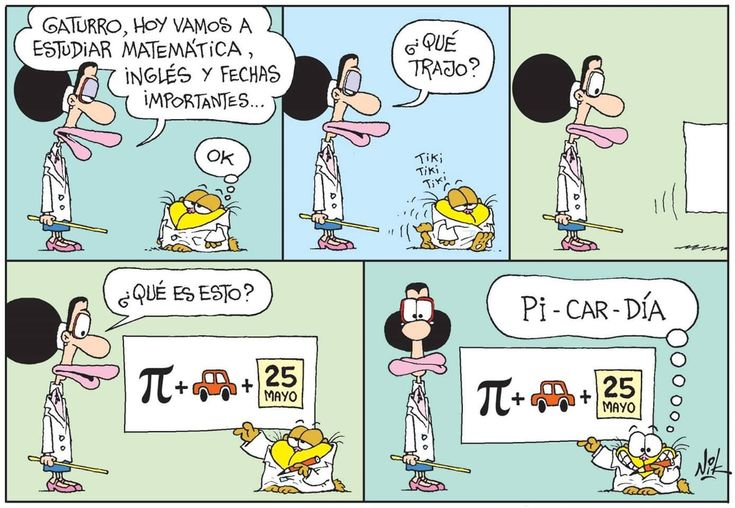 GATURRO, HOY VAMOS A
ESTUDIAR MATEMÁTICA,
INGLÉS Y FECHAS
IMPORTANTES...
OK
¿QUÉ
TRAJO?
TIKI
TIKI
TIKI
¿QUÉ ES ESTO?
π + + 25
MAYO
PI - CAR - DÍA
π + + 25
MAYO
NIK